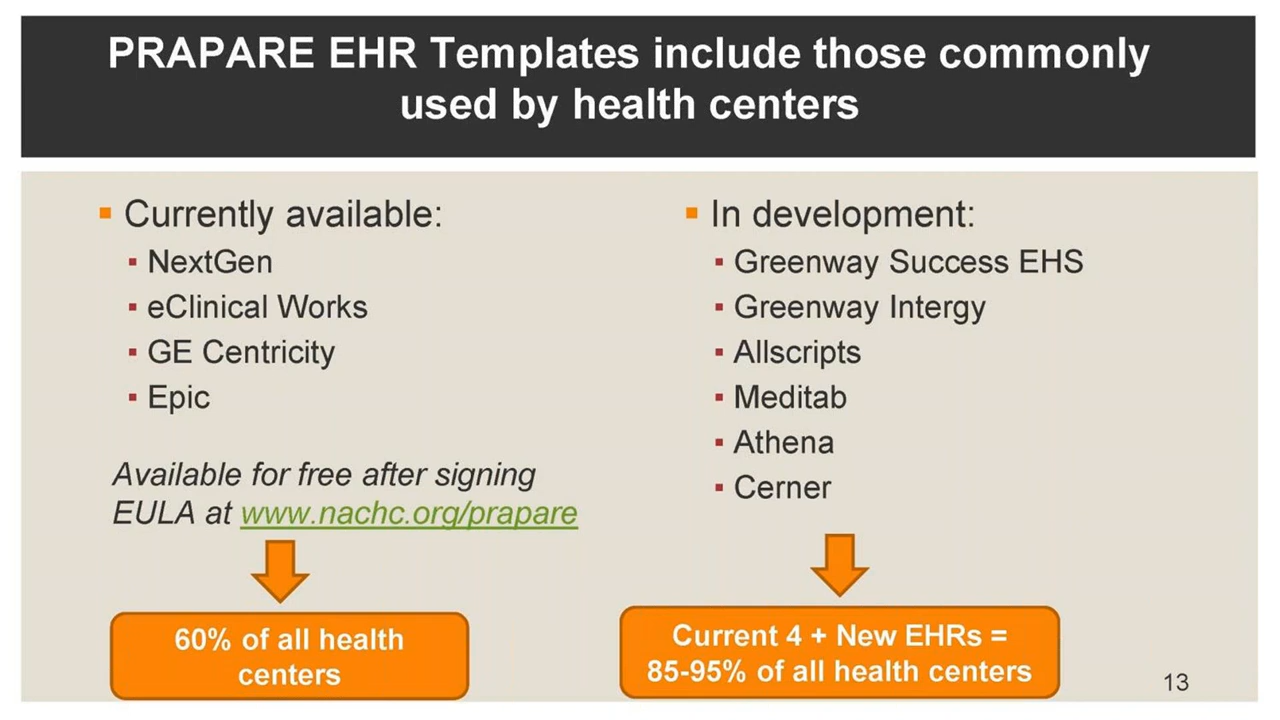 PRAPARE EHR Templates include those commonly
used by health centers
Currently available:
NextGen
eClinical Works
GE Centricity
Epic
Available for free after signing
EULA at www.nachc.org/prapare
60% of all health
centers
In development:
Greenway Success EHS
Greenway Intergy
Allscripts
Meditab
Athena
Cerner
Current 4 + New EHRs =
85-95% of all health centers
13